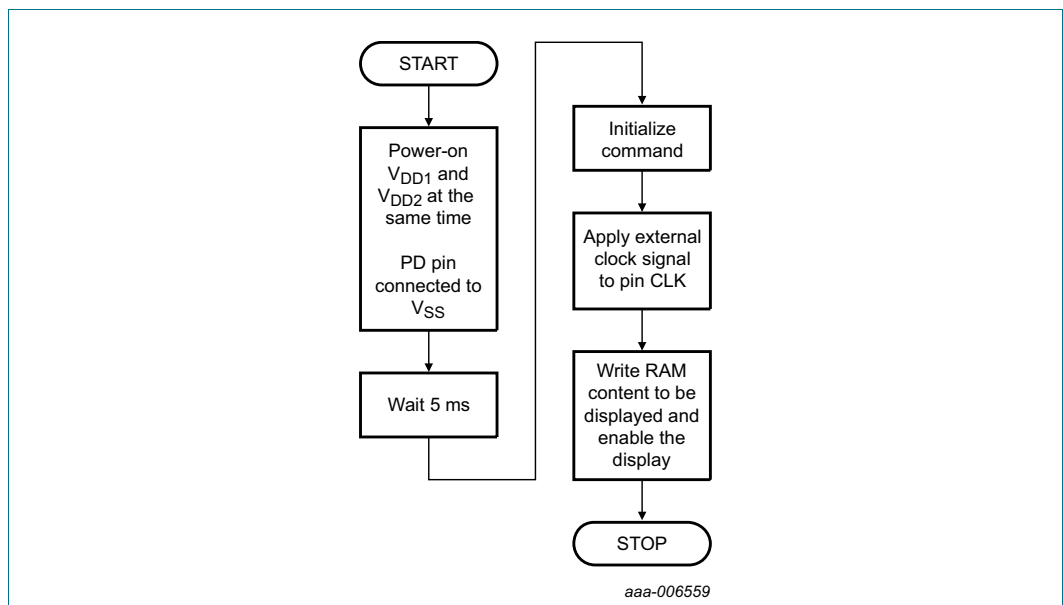 START
Power-on
VDD1 and
VDD2 at the
same time
PD pin
connected to
VSS
Wait 5 ms
Initialize
command
Apply external
clock signal
to pin CLK
Write RAM
content to be
displayed and
enable the
display
STOP
aaa-006559